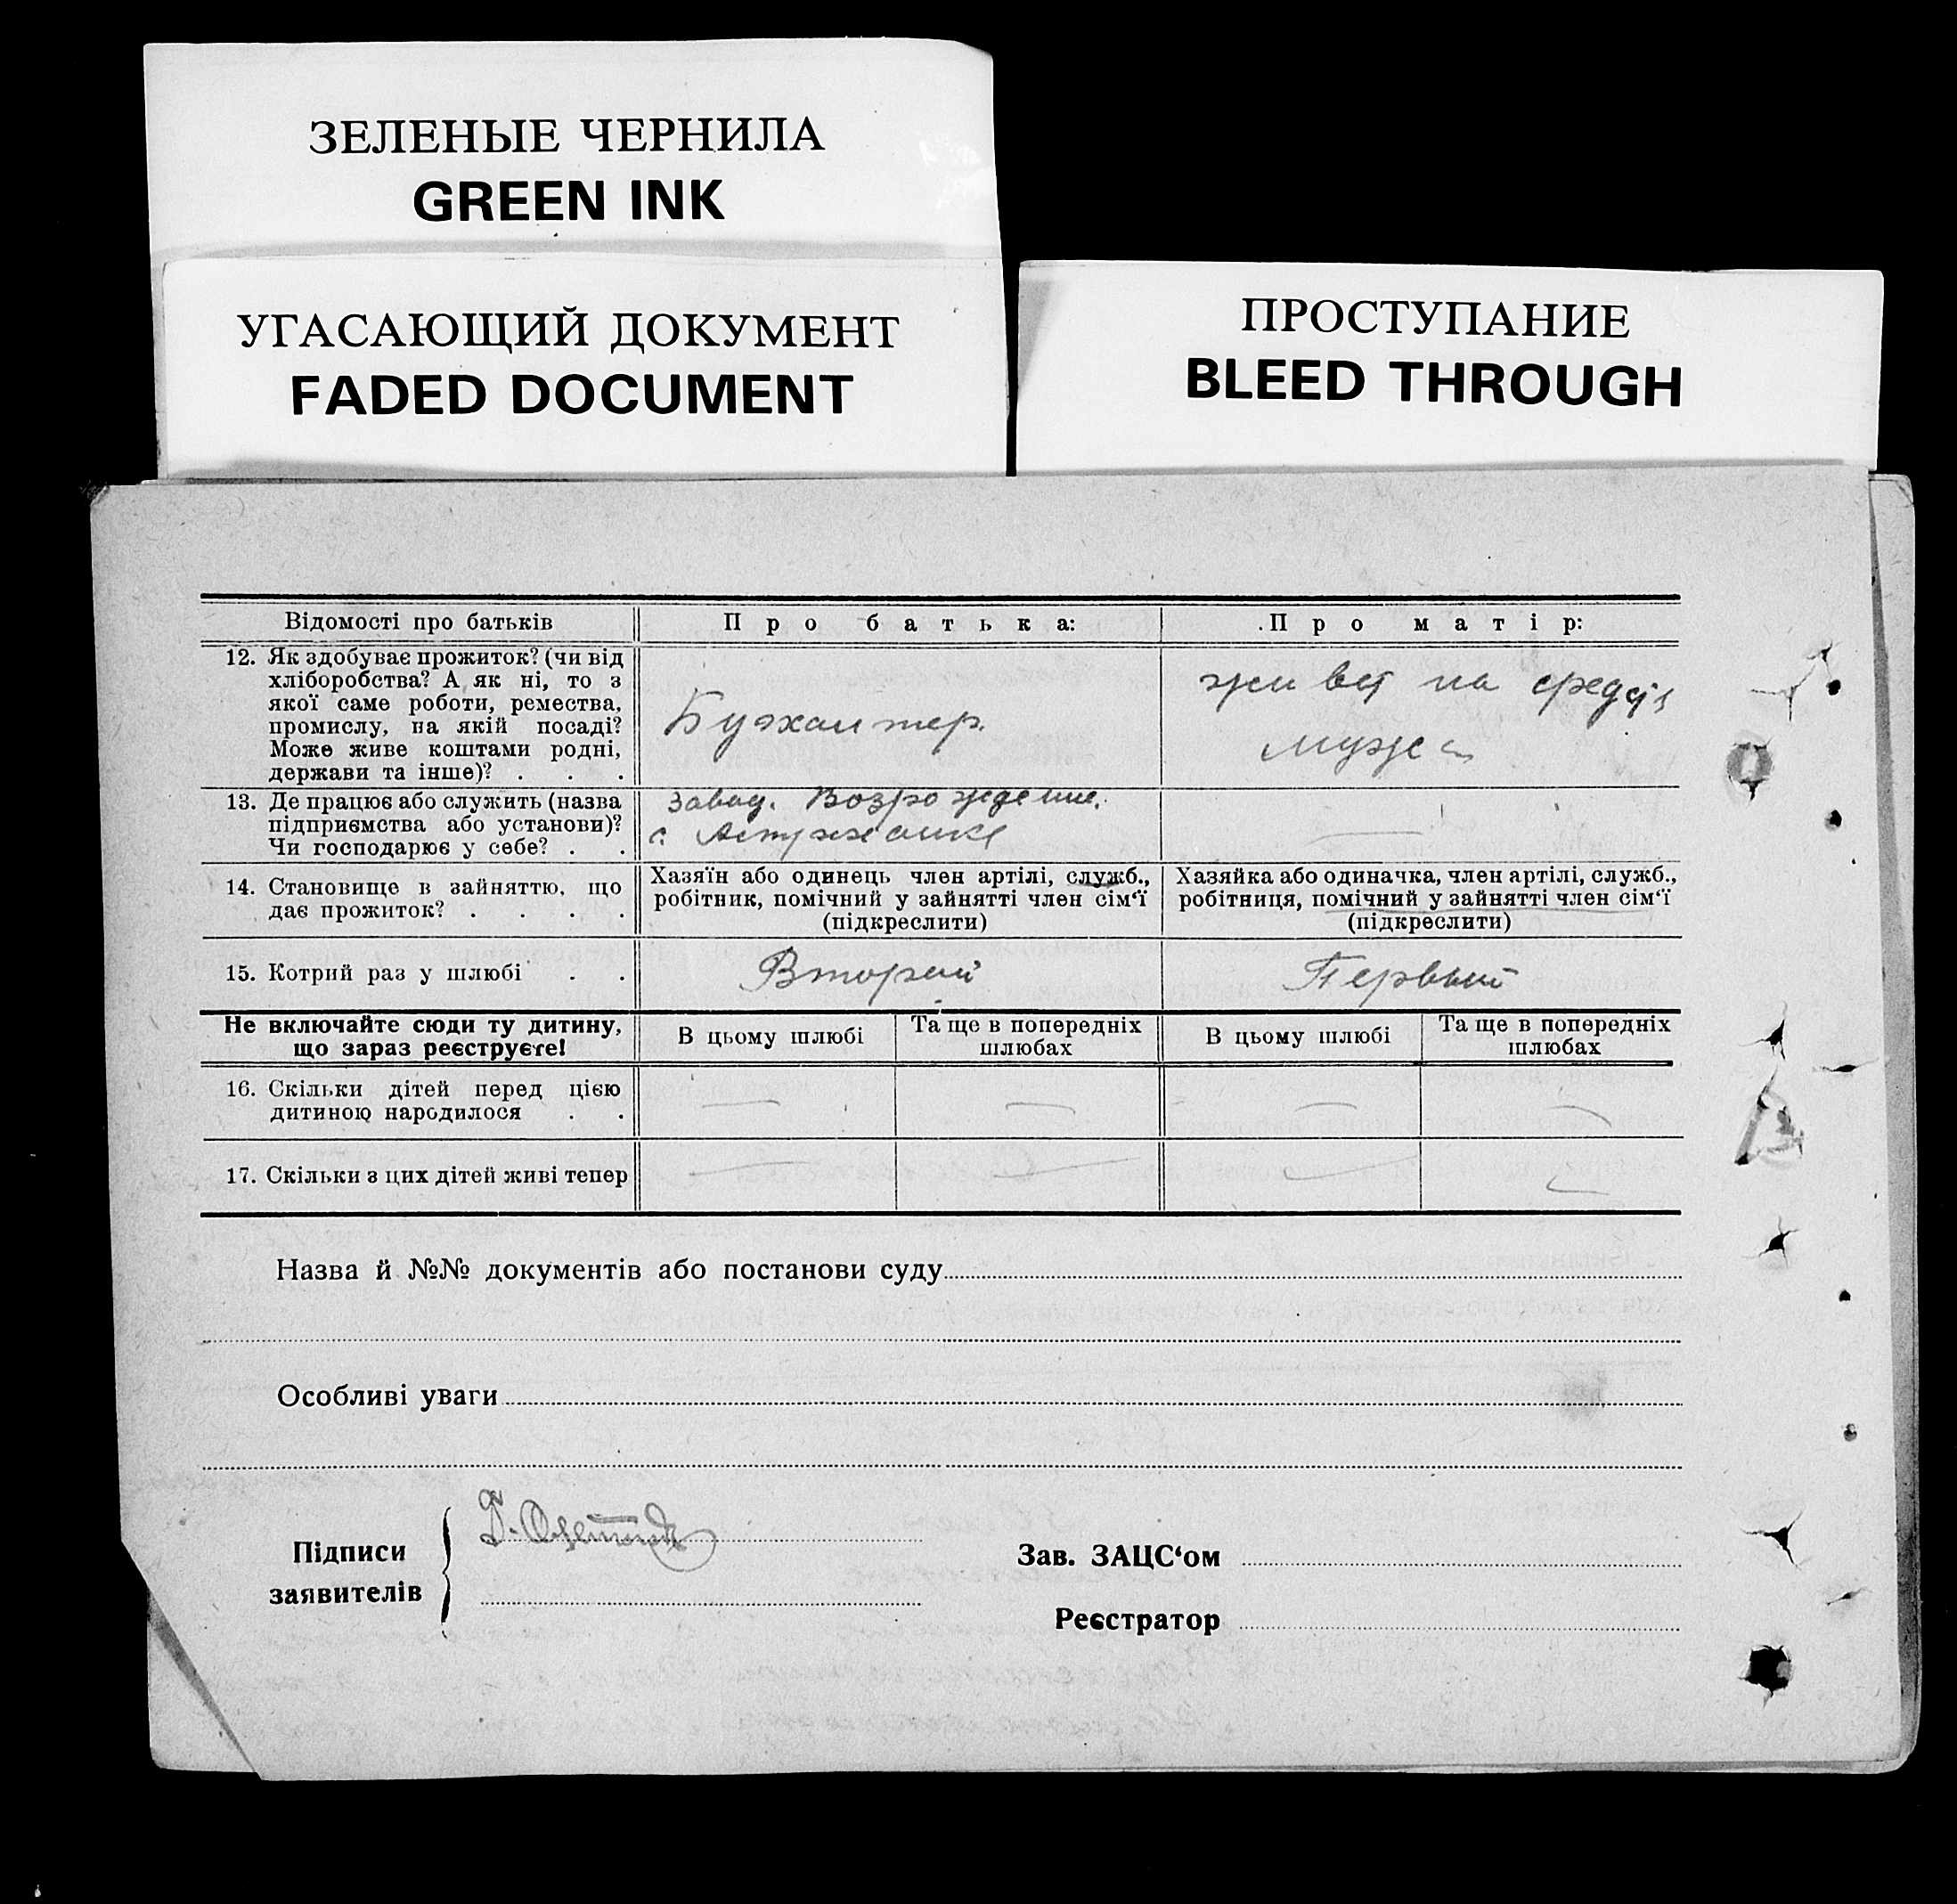 ЗЕЛЕНЫЕ ЧЕРНИЛА
GREEN INK
УГАСАЮЩИЙ ДОКУМЕНТ
FADED DOCUMENT
ПРОСТУПАНИЕ
BLEED THROUGH
Відомості про батьків
Про батька:
Про матір:
12. Як здобуває прожиток? (чи від
хліборобства? А як ні, то з
якої саме роботи, ремества,
промислу, на якій посаді?
Може живе коштами родні,
держави та інше)? . . .
Бухгалтер.
живет на средст
мужа
13. Де працює або служить (назва
підприємства або установи)?
Чи господарює у себе? . .
завод. Возрождение.
с.
14. Становище в зайняттю, що
дає прожиток? . . . .
Хазяїн або одинець член артілі, служб.,
робітник, помічний у зайнятті член сім‘ї
(підкреслити)
Хазяйка або одиначка, член артілі, служб.,
робітниця, помічний у зайнятті член сім‘ї
(підкреслити)
15. Котрий раз у шлюбі . .
Второй
Первый
Не включайте сюди ту дитину,
що зараз реєструєте!
В цьому шлюбі
Та ще в попередніх
шлюбах
В цьому шлюбі
Та ще в попередніх
шлюбах
16. Скільки дітей перед цією
дитиною народилося . .
— — — —
17. Скільки з цих дітей живі тепер
— — — —
Назва й №№ документів або постанови суду
Особливі уваги
Підписи
заявителів
Зав. ЗАЦС‘ом
Реєстратор